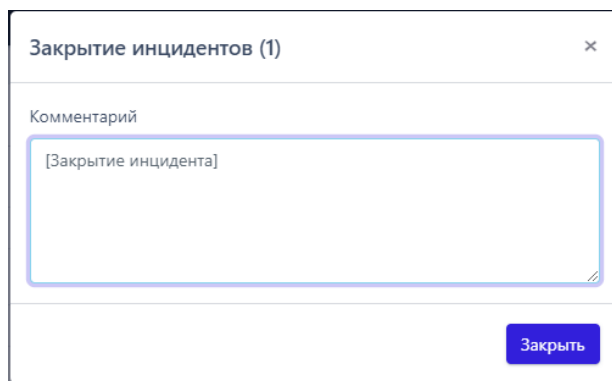 Закрытие инцидентов (1)
×
Комментарий
[Закрытие инцидента]
Закрыть